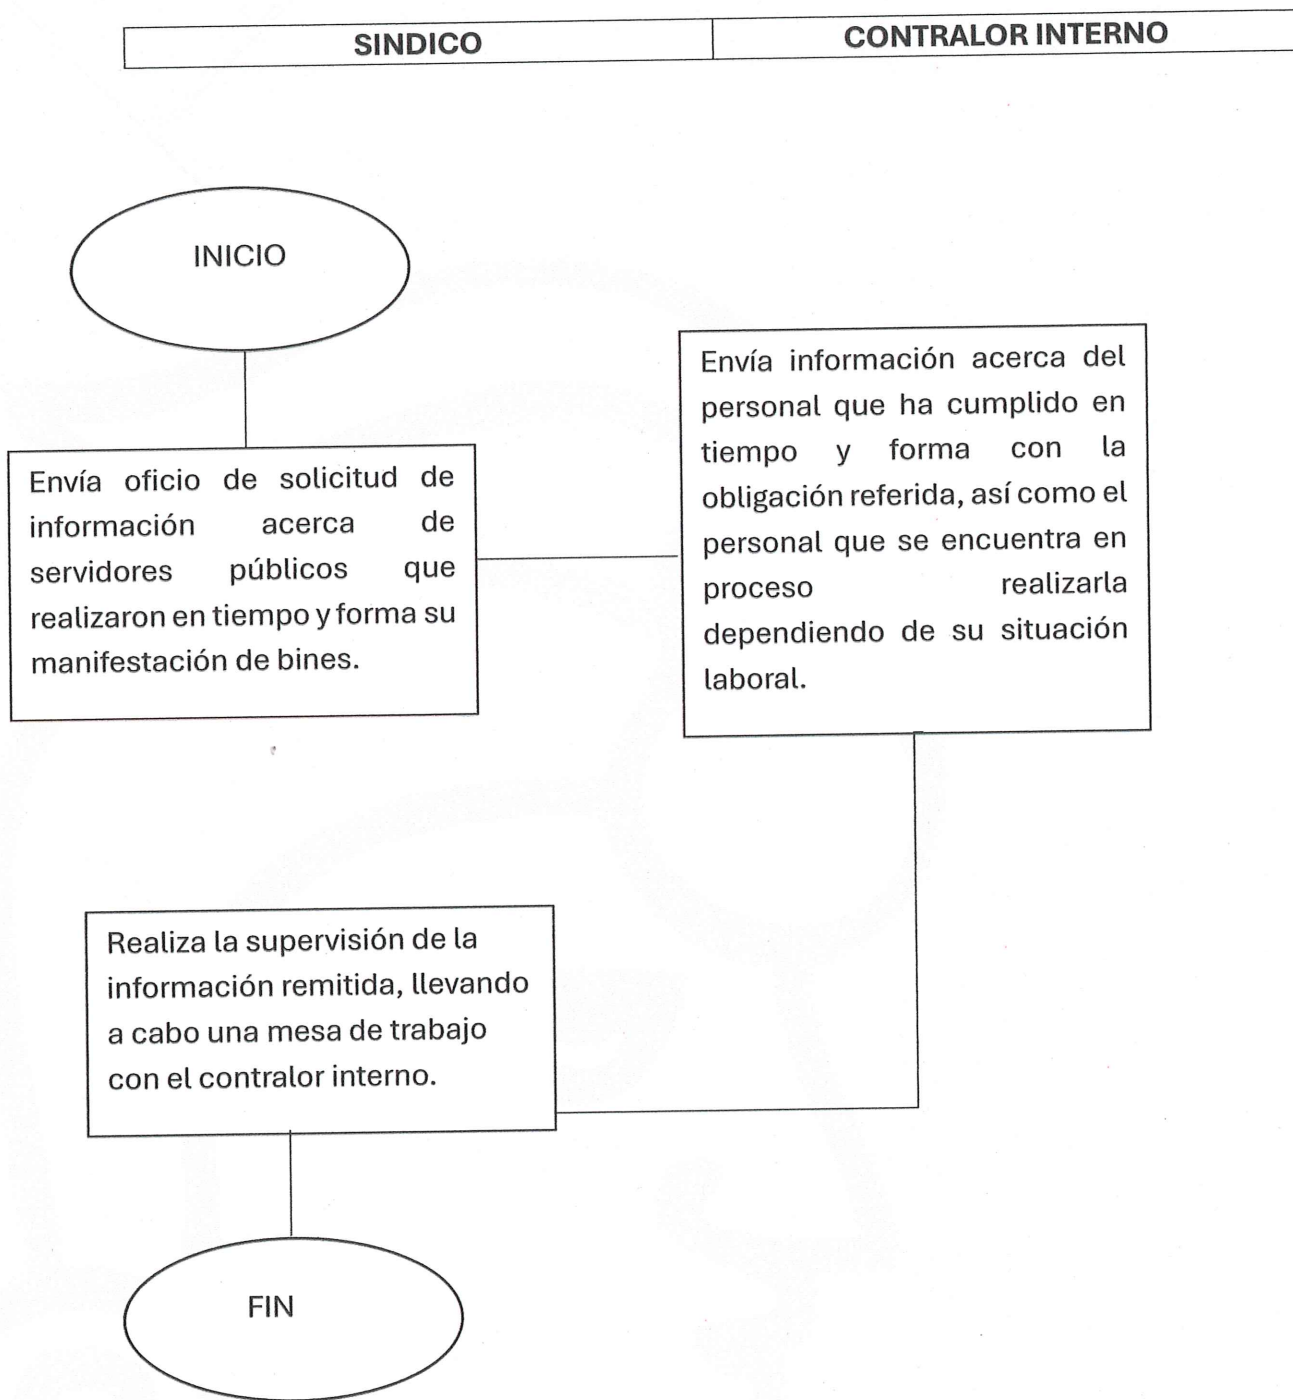 SINDICO CONTRALOR INTERNO
INICIO
Envía oficio de solicitud de
información acerca de
servidores públicos que
realizaron en tiempo y forma su
manifestación de bines.
Envía información acerca del
personal que ha cumplido en
tiempo y forma con la
obligación referida, así como el
personal que se encuentra en
proceso realizarla
dependiendo de su situación
laboral.
Realiza la supervisión de la
información remitida, llevando
a cabo una mesa de trabajo
con el contralor interno.
FIN